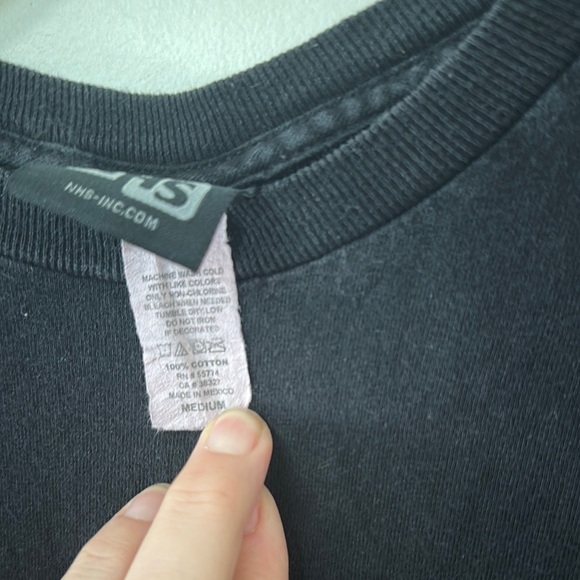 NHS-INC.COM
MACHINE WASH COLD
WITH LIKE COLORS
ONLY NON-CHLORINE
BLEACH WHEN NEEDED
TUMBLE DRY LOW
DO NOT IRON
IF DECORATED
100% COTTON
RN # 55774
CA # 36327
MADE IN MEXICO
MEDIUM